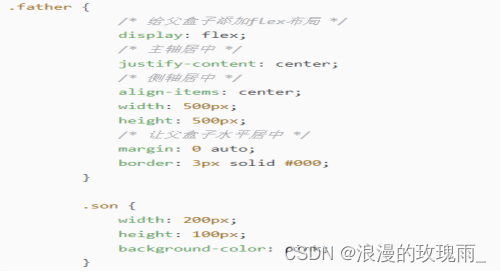 .father {
/* 给父盒子添加flex布局 */
display: flex;
/* 主轴居中 */
justify-content: center;
/* 侧轴居中 */
align-items: center;
width: 500px;
height: 500px;
/* 让父盒子水平居中 */
margin: 0 auto;
border: 3px solid #000;
}
.son {
width: 200px;
height: 100px;
background-color: pink;
}
CSDN @浪漫的玫瑰雨_